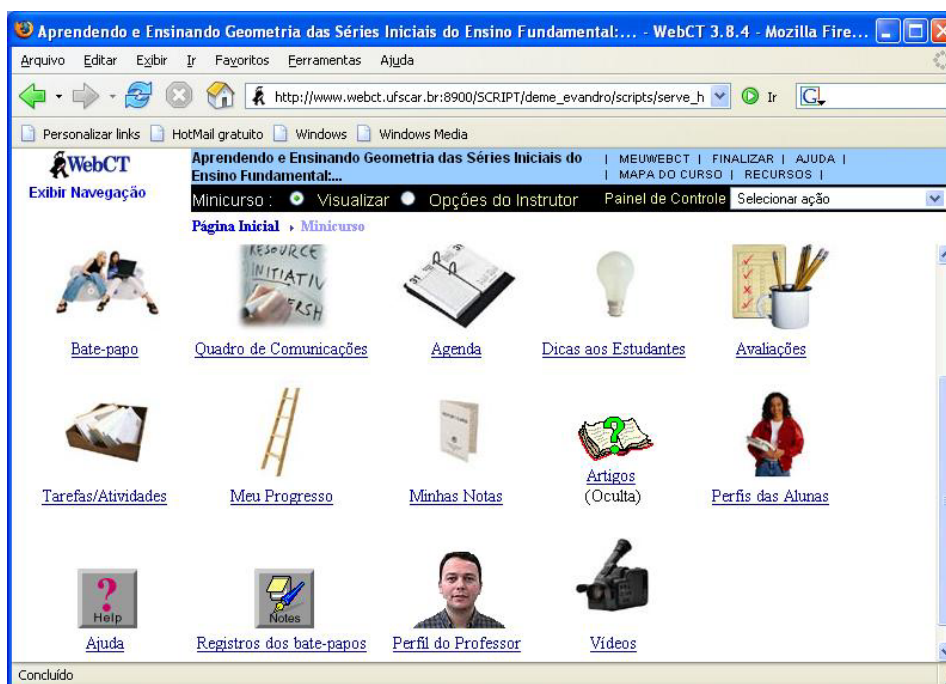 Aprendendo e Ensinando Geometria das Séries Iniciais do Ensino Fundamental:... - WebCT 3.8.4 - Mozilla Fire...
Arquivo Editar Exibir Ir Favoritos Ferramentas Ajuda
http://www.webct.ufscar.br:8900/SCRIPT/deme_evandro/scripts/serve_h Ir G
Personalizar links HotMail gratuito Windows Windows Media
WebCT
Exibir Navegação
Aprendendo e Ensinando Geometria das Séries Iniciais do
Ensino Fundamental:...
| MEUWEBCT | FINALIZAR | AJUDA |
| MAPA DO CURSO | RECURSOS |
Minicurso : Visualizar Opções do Instrutor Painel de Controle Selecionar ação
Página Inicial Minicurso
RESOURCE
INITIATIV
ERSH
31 31
Bate-papo Quadro de Comunicações Agenda Dicas aos Estudantes Avaliações
?
Tarefas/Atividades Meu Progresso Minhas Notas Artigos Perfis das Alunas
(Oculta)
?
Help Notes
Ajuda Registros dos bate-papos Perfil do Professor Vídeos
Concluído